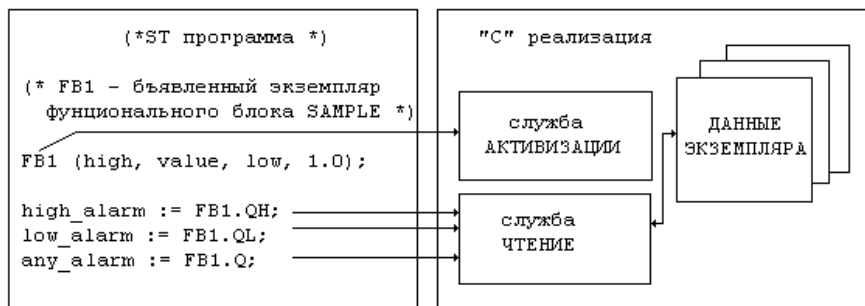 (*ST программа *)
(* FB1 – бъявленный экземпляр
фунционального блока SAMPLE *)
FB1 (high, value, low, 1.0);
high_alarm := FB1.QH;
low_alarm := FB1.QL;
any_alarm := FB1.Q;
"C" реализация
служба
АКТИВИЗАЦИИ
ДАННЫЕ
ЭКЗЕМПЛЯРА
служба
ЧТЕНИЕ